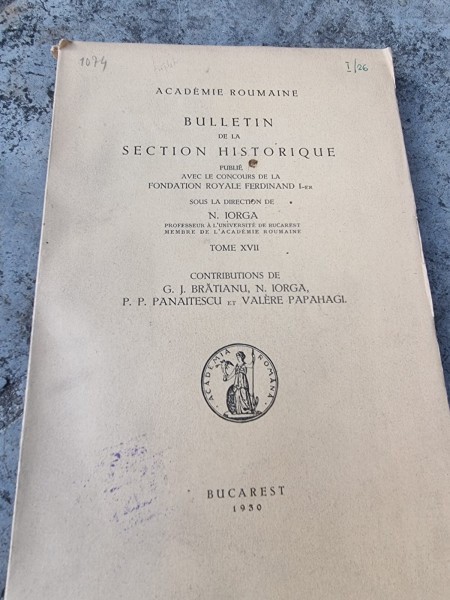 1074
I/26
ACADÉMIE ROUMAINE
BULLETIN
DE LA
SECTION HISTORIQUE
PUBLIÉ
AVEC LE CONCOURS DE LA
FONDATION ROYALE FERDINAND I-ER
SOUS LA DIRECTION DE
N. IORGA
PROFESSEUR À L'UNIVERSITÉ DE BUCAREST
MEMBRE DE L'ACADÉMIE ROUMAINE
TOME XVII
CONTRIBUTIONS DE
G. J. BRĂTIANU, N. IORGA,
P. P. PANAITESCU ET VALÈRE PAPAHAGI.
ACADEMIA ROMÂNA
BUCAREST
1930